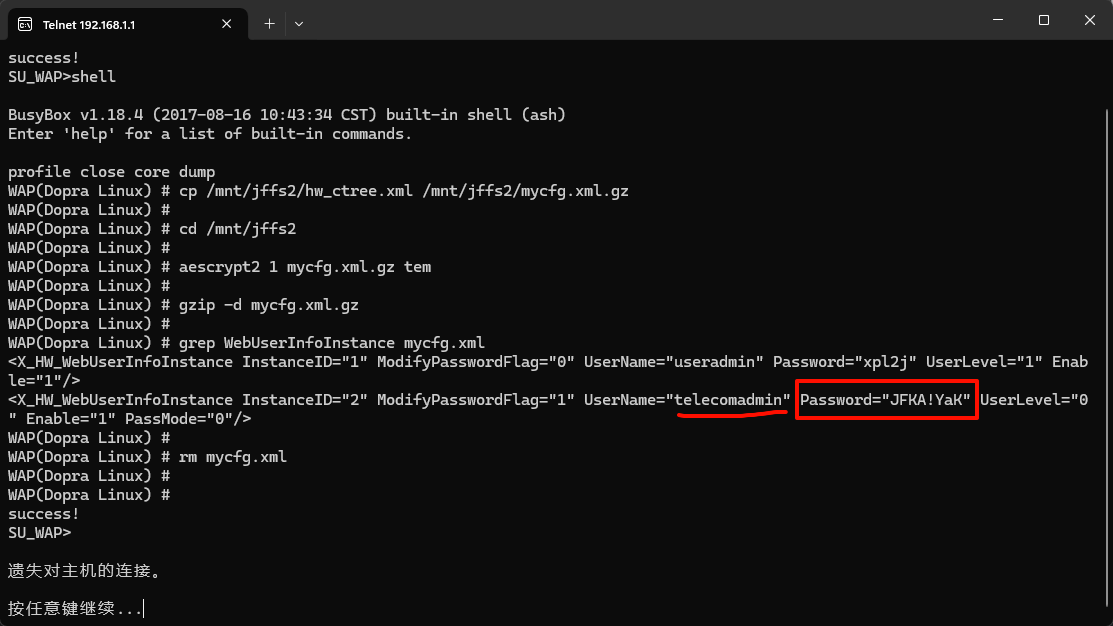 Telnet 192.168.1.1
success!
SU_WAP>shell
BusyBox v1.18.4 (2017-08-16 10:43:34 CST) built-in shell (ash)
Enter 'help' for a list of built-in commands.
profile close core dump
WAP(Dopra Linux) # cp /mnt/jffs2/hw_ctree.xml /mnt/jffs2/mycfg.xml.gz
WAP(Dopra Linux) #
WAP(Dopra Linux) # cd /mnt/jffs2
WAP(Dopra Linux) #
WAP(Dopra Linux) # aescrypt2 1 mycfg.xml.gz tem
WAP(Dopra Linux) #
WAP(Dopra Linux) # gzip -d mycfg.xml.gz
WAP(Dopra Linux) #
WAP(Dopra Linux) # grep WebUserInfoInstance mycfg.xml
<X_HW_WebUserInfoInstance InstanceID="1" ModifyPasswordFlag="0" UserName="useradmin" Password="xpl2j" UserLevel="1" Enab
le="1"/>
<X_HW_WebUserInfoInstance InstanceID="2" ModifyPasswordFlag="1" UserName="telecomadmin" Password="JFKA!YaK" UserLevel="0
" Enable="1" PassMode="0"/>
WAP(Dopra Linux) #
WAP(Dopra Linux) # rm mycfg.xml
WAP(Dopra Linux) #
WAP(Dopra Linux) #
success!
SU_WAP>
遗失对主机的连接。
按任意键继续...